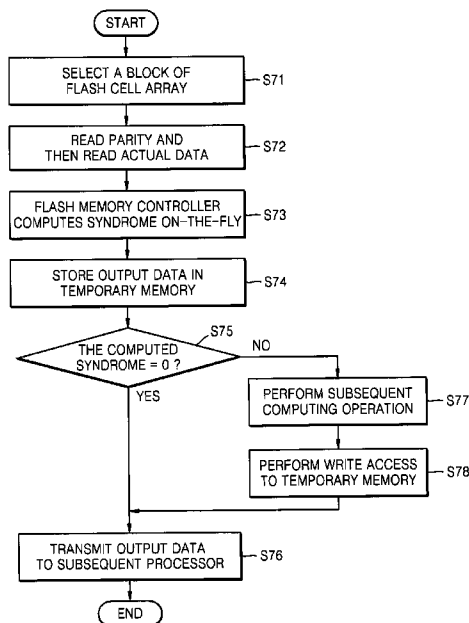 START
SELECT A BLOCK OF
FLASH CELL ARRAY
S71
READ PARITY AND
THEN READ ACTUAL DATA
S72
FLASH MEMORY CONTROLLER
COMPUTES SYNDROME ON-THE-FLY
S73
STORE OUTPUT DATA IN
TEMPORARY MEMORY
S74
S75
THE COMPUTED
SYNDROME = 0 ?
NO
YES
PERFORM SUBSEQUENT
COMPUTING OPERATION
S77
PERFORM WRITE ACCESS
TO TEMPORARY MEMORY
S78
TRANSMIT OUTPUT DATA
TO SUBSEQUENT PROCESSOR
S76
END